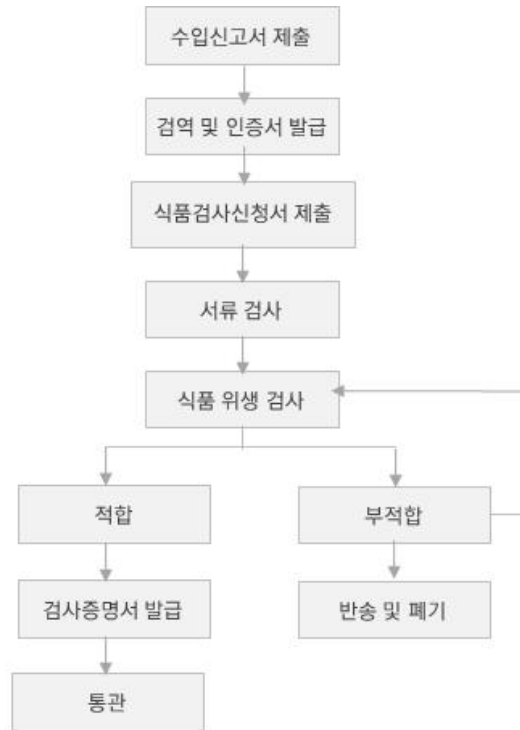 수입신고서 제출
검역 및 인증서 발급
식품검사신청서 제출
서류 검사
식품 위생 검사
적합
부적합
검사증명서 발급
반송 및 폐기
통관